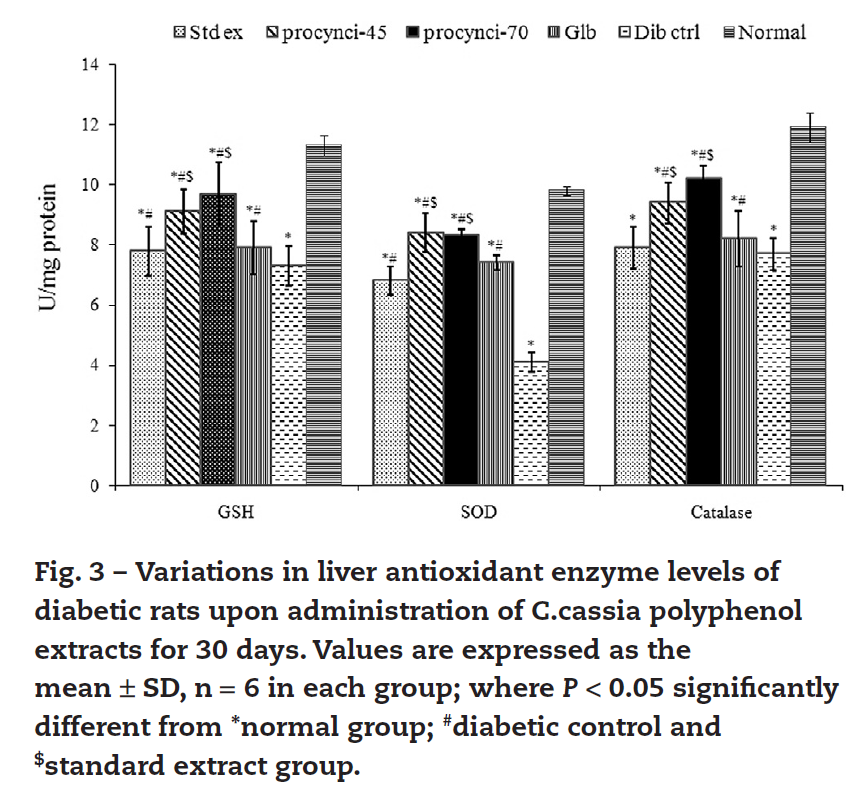 Std ex procynci-45 procynci-70 Glb Dib ctrl Normal
14
12
10
8
6
4
2
0
U/mg protein
*# *#$ *#$ *# *
*# *#$ *#$ *# *
* *#$ *#$ *# *
GSH SOD Catalase
Fig. 3 – Variations in liver antioxidant enzyme levels of
diabetic rats upon administration of C.cassia polyphenol
extracts for 30 days. Values are expressed as the
mean ± SD, n = 6 in each group; where P < 0.05 significantly
different from *normal group; #diabetic control and
$standard extract group.